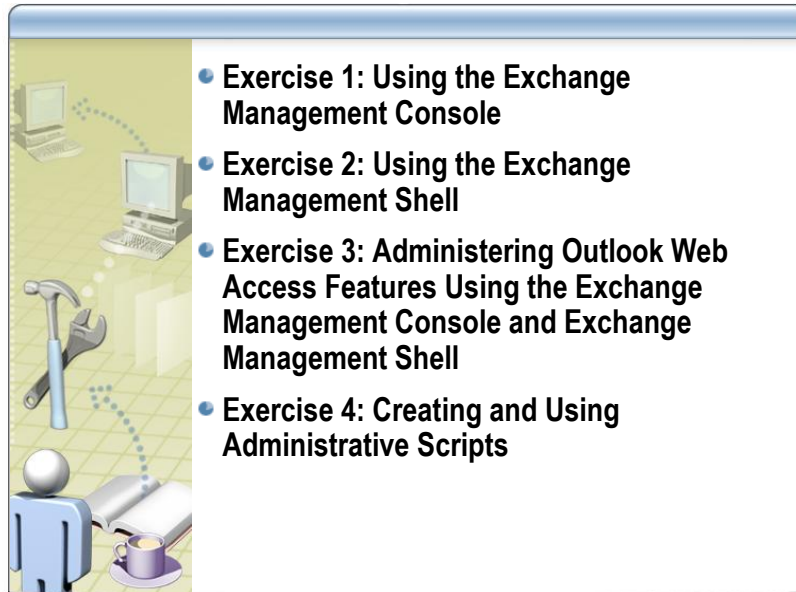 Exercise 1: Using the Exchange
Management Console
Exercise 2: Using the Exchange
Management Shell
Exercise 3: Administering Outlook Web
Access Features Using the Exchange
Management Console and Exchange
Management Shell
Exercise 4: Creating and Using
Administrative Scripts